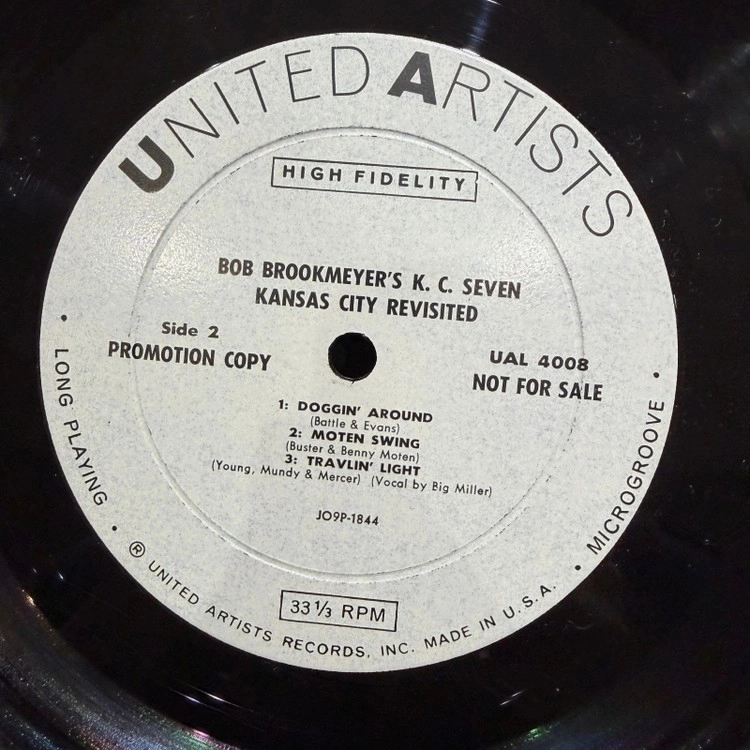 UNITED ARTISTS
HIGH FIDELITY
BOB BROOKMEYER'S K. C. SEVEN
KANSAS CITY REVISITED
Side 2
PROMOTION COPY
UAL 4008
NOT FOR SALE
1: DOGGIN' AROUND
(Battle & Evans)
2: MOTEN SWING
(Buster & Benny Moten)
3: TRAVLIN' LIGHT
(Young, Mundy & Mercer) (Vocal by Big Miller)
JO9P-1844
33 1/3 RPM
• LONG PLAYING • ® UNITED ARTISTS RECORDS, INC. MADE IN U.S.A. • MICROGROOVE •